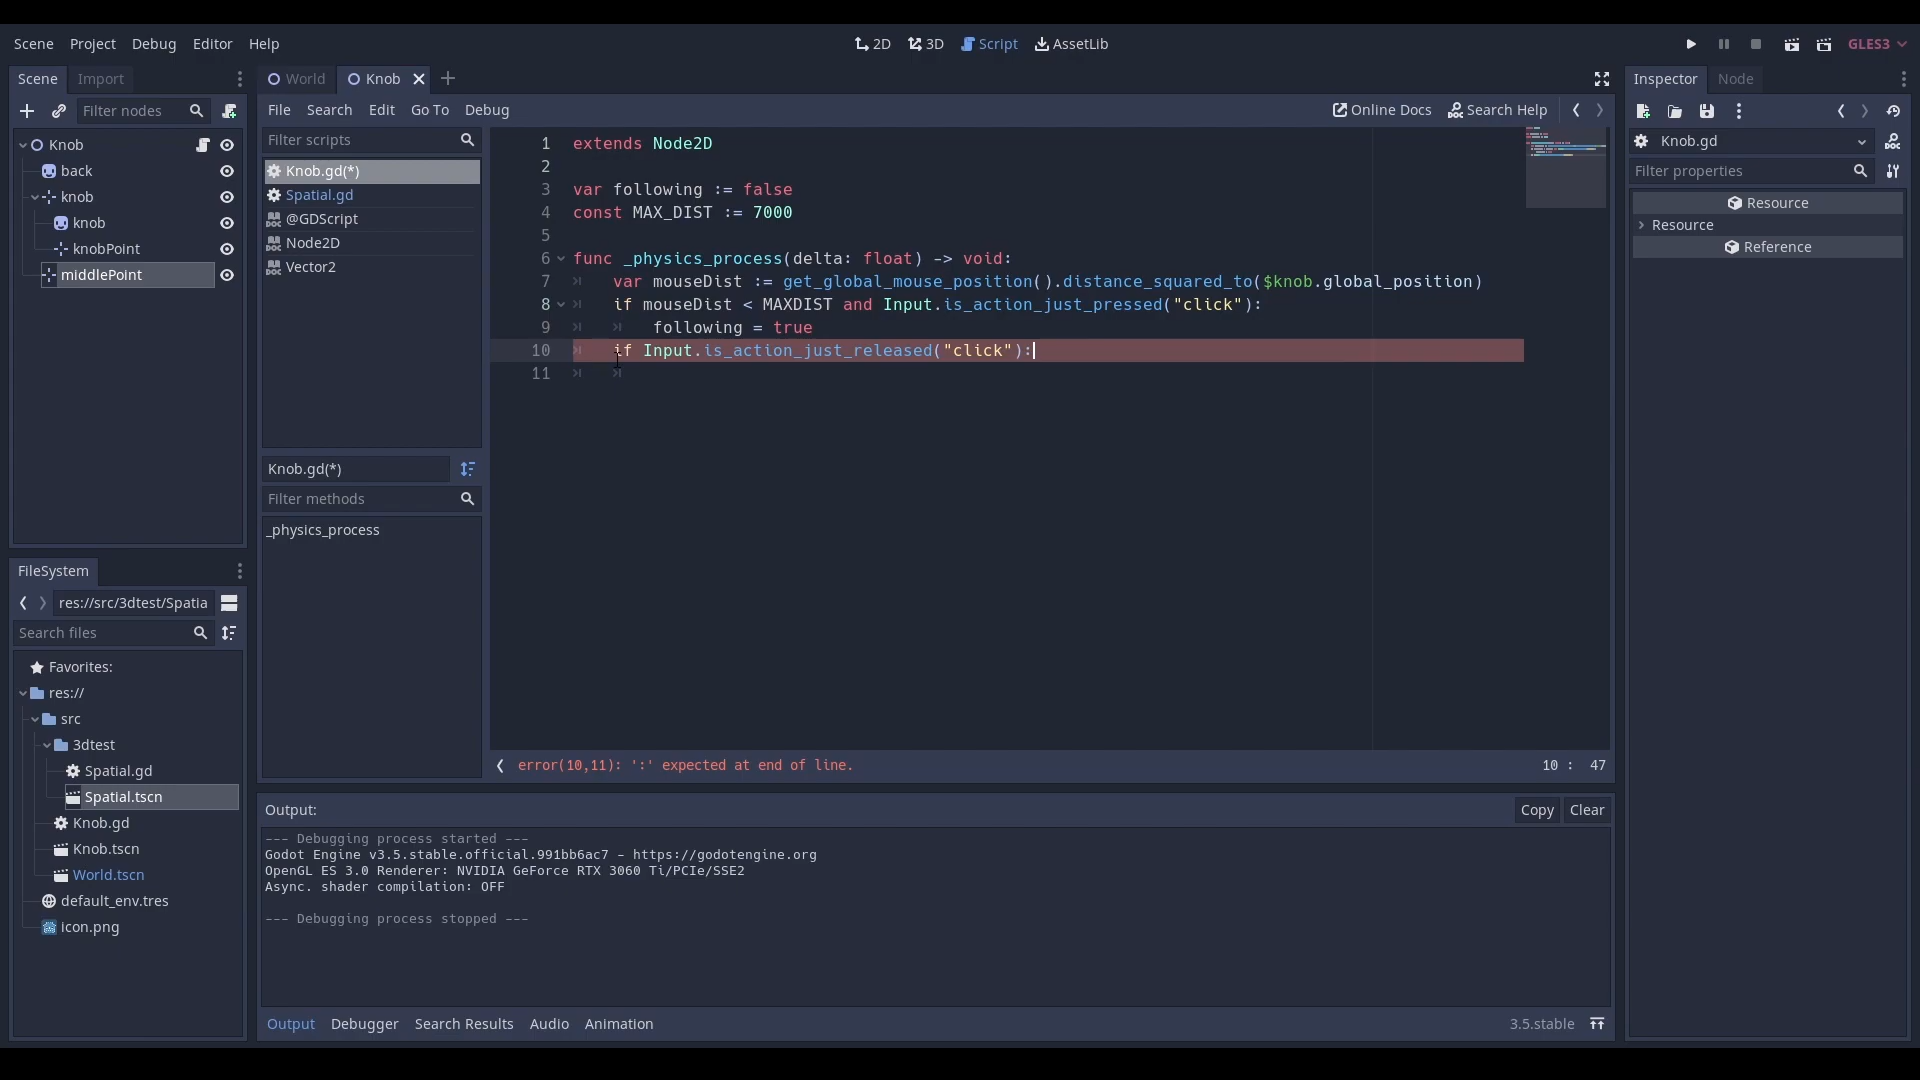 Scene Project Debug Editor Help
2D 3D Script AssetLib
GLES3
Scene Import
Filter nodes
Knob
back
knob
knob
knobPoint
middlePoint
FileSystem
res://src/3dtest/Spatia
Search files
Favorites:
res://
src
3dtest
Spatial.gd
Spatial.tscn
Knob.gd
Knob.tscn
World.tscn
default_env.tres
icon.png
World Knob
File Search Edit Go To Debug
Online Docs Search Help
Filter scripts
Knob.gd(*)
Spatial.gd
@GDScript
Node2D
Vector2
Knob.gd(*)
Filter methods
_physics_process
1 extends Node2D
2
3 var following := false
4 const MAX_DIST := 7000
5
6 func _physics_process(delta: float) -> void:
7 var mouseDist := get_global_mouse_position().distance_squared_to($knob.global_position)
8 if mouseDist < MAXDIST and Input.is_action_just_pressed("click"):
9 following = true
10 if Input.is_action_just_released("click"):
11
error(10,11): ':' expected at end of line.
10 : 47
Output:
Copy Clear
--- Debugging process started ---
Godot Engine v3.5.stable.official.991bb6ac7 - https://godotengine.org
OpenGL ES 3.0 Renderer: NVIDIA GeForce RTX 3060 Ti/PCIe/SSE2
Async. shader compilation: OFF
--- Debugging process stopped ---
Output Debugger Search Results Audio Animation
3.5.stable
Inspector Node
Knob.gd
Filter properties
Resource
Resource
Reference